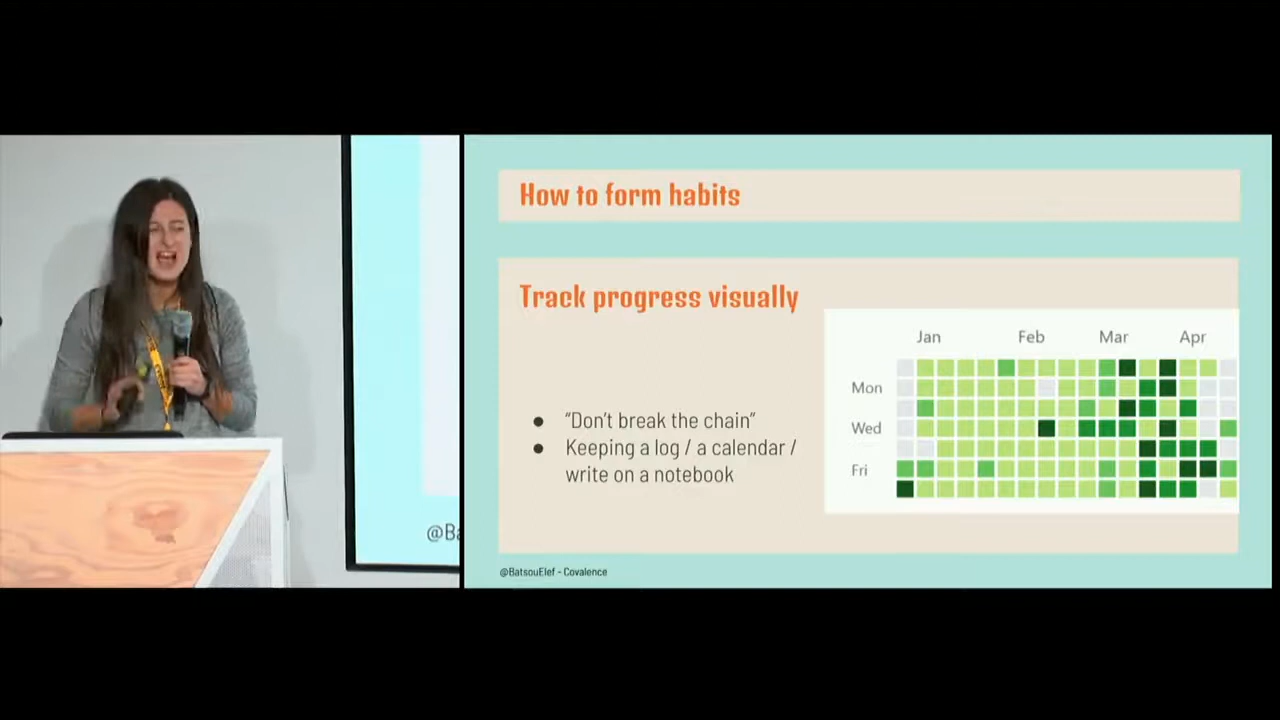 How to form habits
Track progress visually
Jan Feb Mar Apr
Mon
● “Don’t break the chain”
Wed
● Keeping a log / a calendar /
write on a notebook
Fri
@Ba
@BatsouElef - Covalence